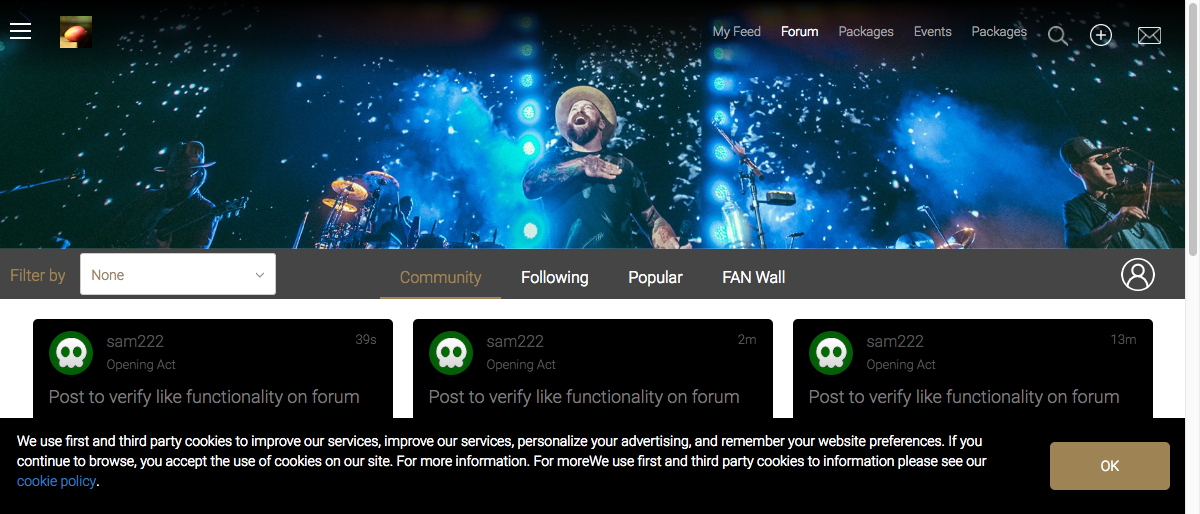 My Feed Forum Packages Events Packages
Filter by None Community Following Popular FAN Wall
sam222 39s
Opening Act
Post to verify like functionality on forum
sam222 2m
Opening Act
Post to verify like functionality on forum
sam222 13m
Opening Act
Post to verify like functionality on forum
We use first and third party cookies to improve our services, improve our services, personalize your advertising, and remember your website preferences. If you
continue to browse, you accept the use of cookies on our site. For more information. For moreWe use first and third party cookies to information please see our
cookie policy.
OK